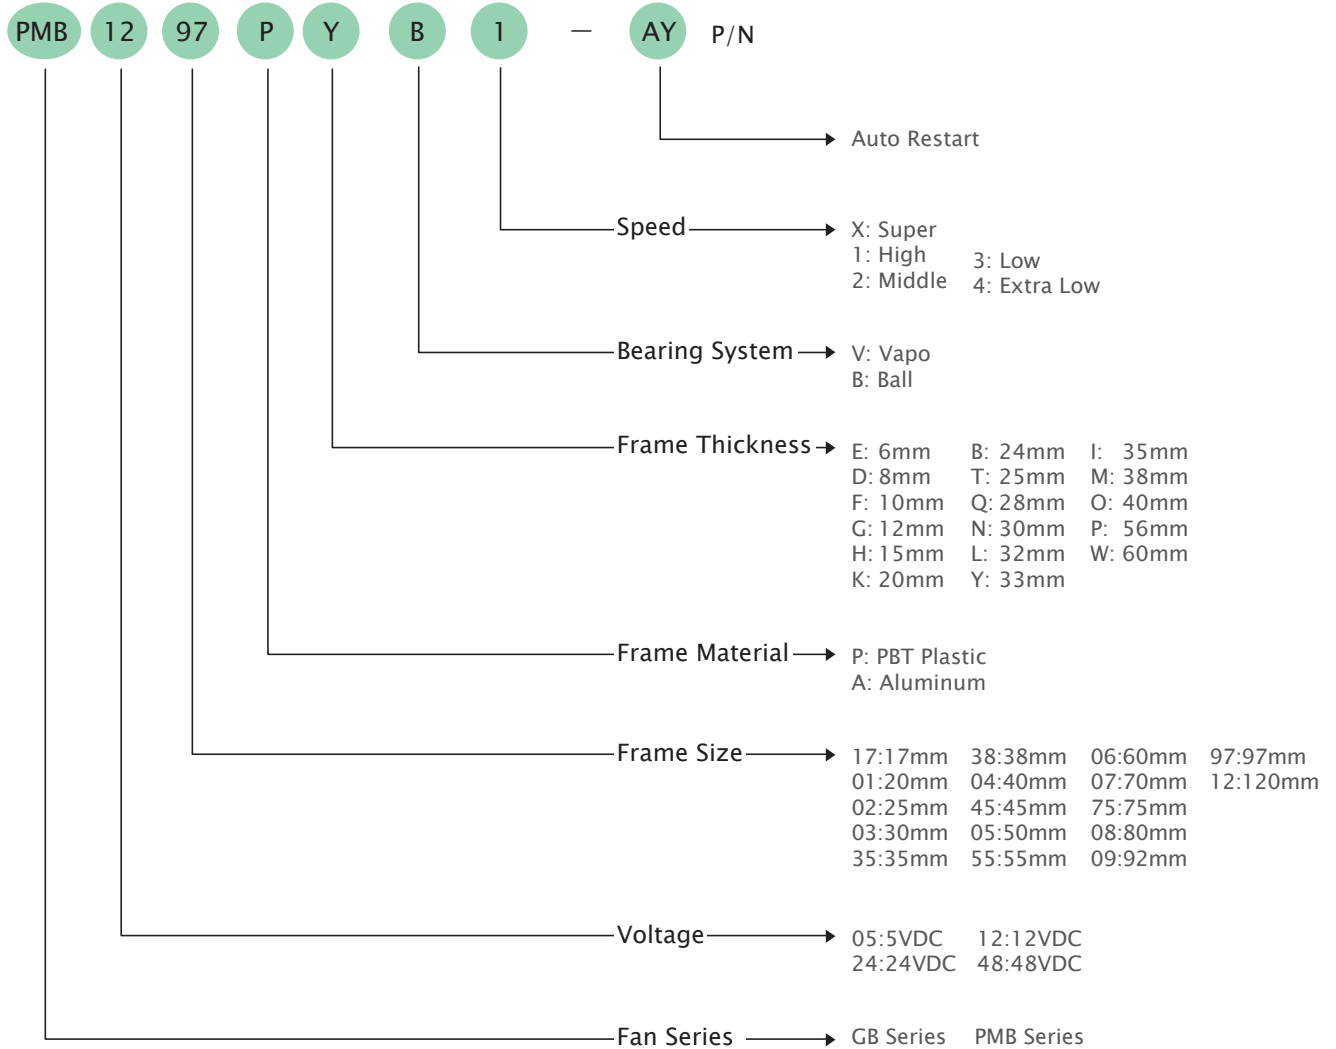 PMB 12 97 P Y B 1 — AY P/N
Auto Restart
Speed
X: Super
1: High
2: Middle
3: Low
4: Extra Low
Bearing System
V: Vapo
B: Ball
Frame Thickness
E: 6mm B: 24mm I: 35mm
D: 8mm T: 25mm M: 38mm
F: 10mm Q: 28mm O: 40mm
G: 12mm N: 30mm P: 56mm
H: 15mm L: 32mm W: 60mm
K: 20mm Y: 33mm
Frame Material
P: PBT Plastic
A: Aluminum
Frame Size
17:17mm 38:38mm 06:60mm 97:97mm
01:20mm 04:40mm 07:70mm 12:120mm
02:25mm 45:45mm 75:75mm
03:30mm 05:50mm 08:80mm
35:35mm 55:55mm 09:92mm
Voltage
05:5VDC 12:12VDC
24:24VDC 48:48VDC
Fan Series
GB Series PMB Series